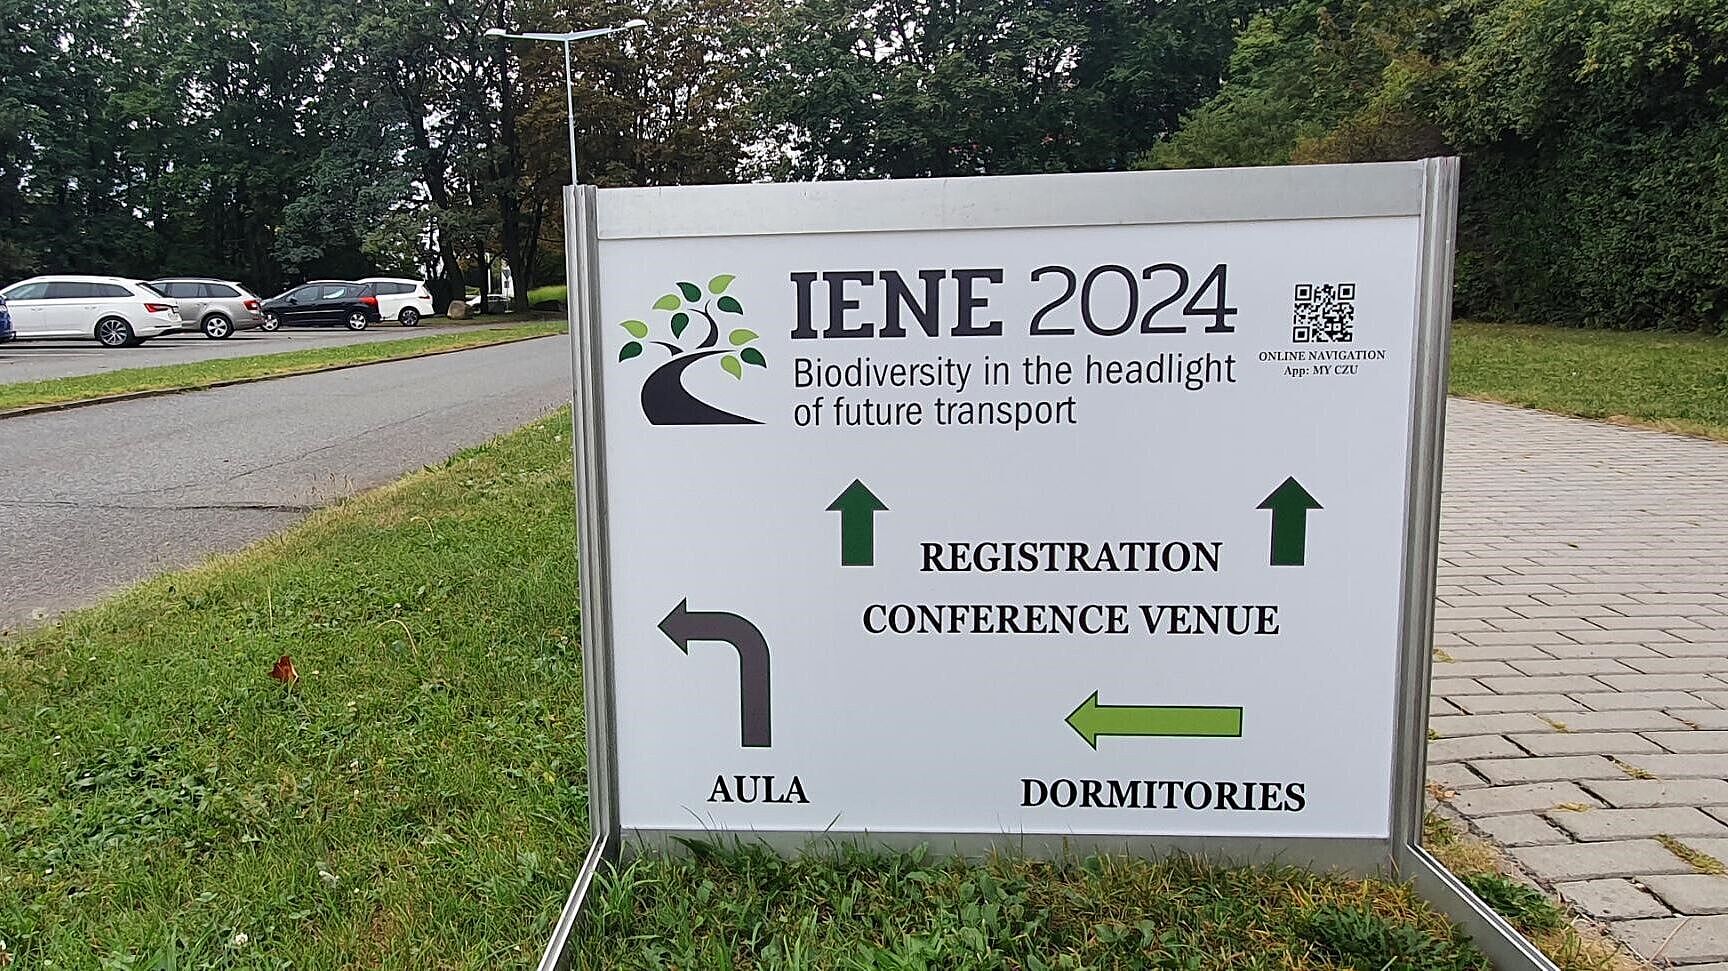 IENE 2024
Biodiversity in the headlight
of future transport
ONLINE NAVIGATION
App: MY CZU
REGISTRATION
CONFERENCE VENUE
AULA
DORMITORIES